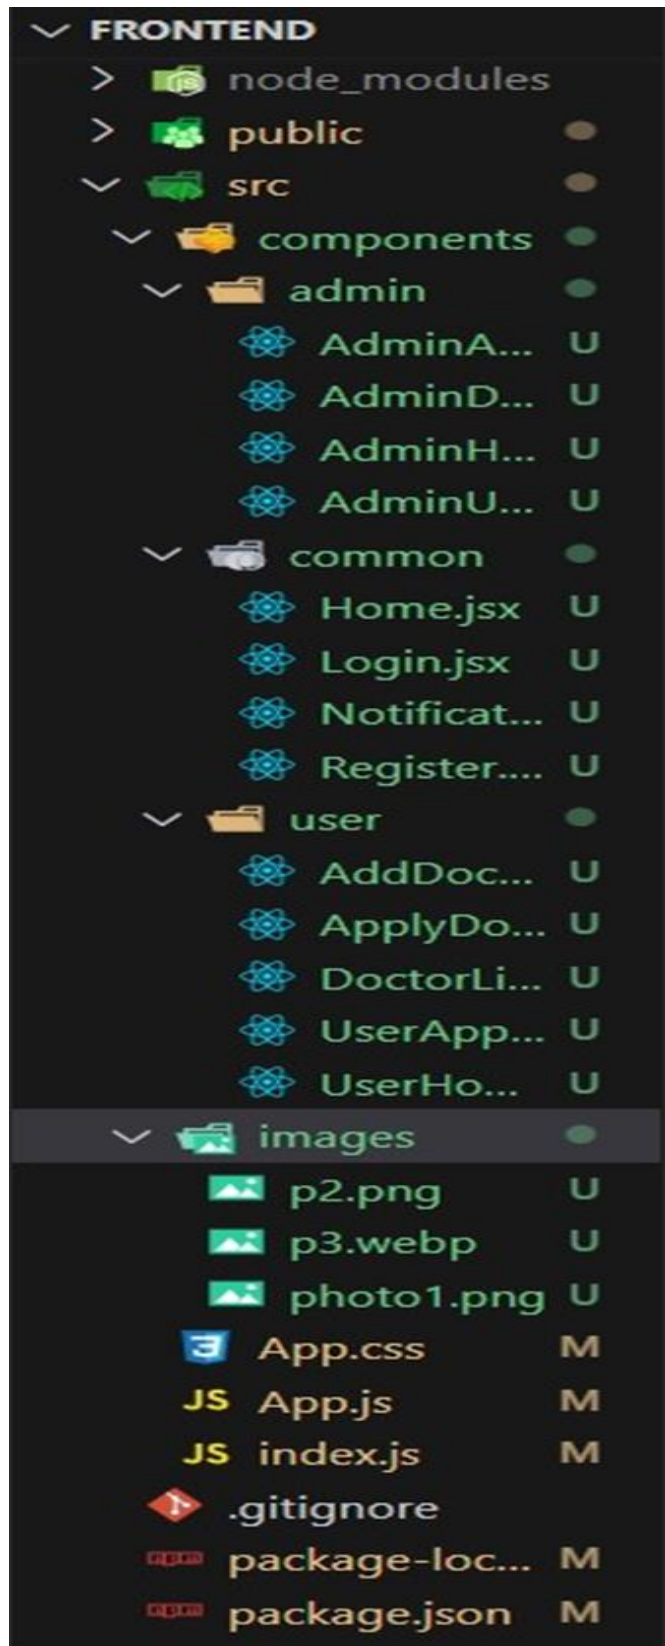 FRONTEND
node_modules
public
src
components
admin
AdminA... U
AdminD... U
AdminH... U
AdminU... U
common
Home.jsx U
Login.jsx U
Notificat... U
Register.... U
user
AddDoc... U
ApplyDo... U
DoctorLi... U
UserApp... U
UserHo... U
images
p2.png U
p3.webp U
photo1.png U
App.css M
JS App.js M
JS index.js M
.gitignore
package-loc... M
package.json M